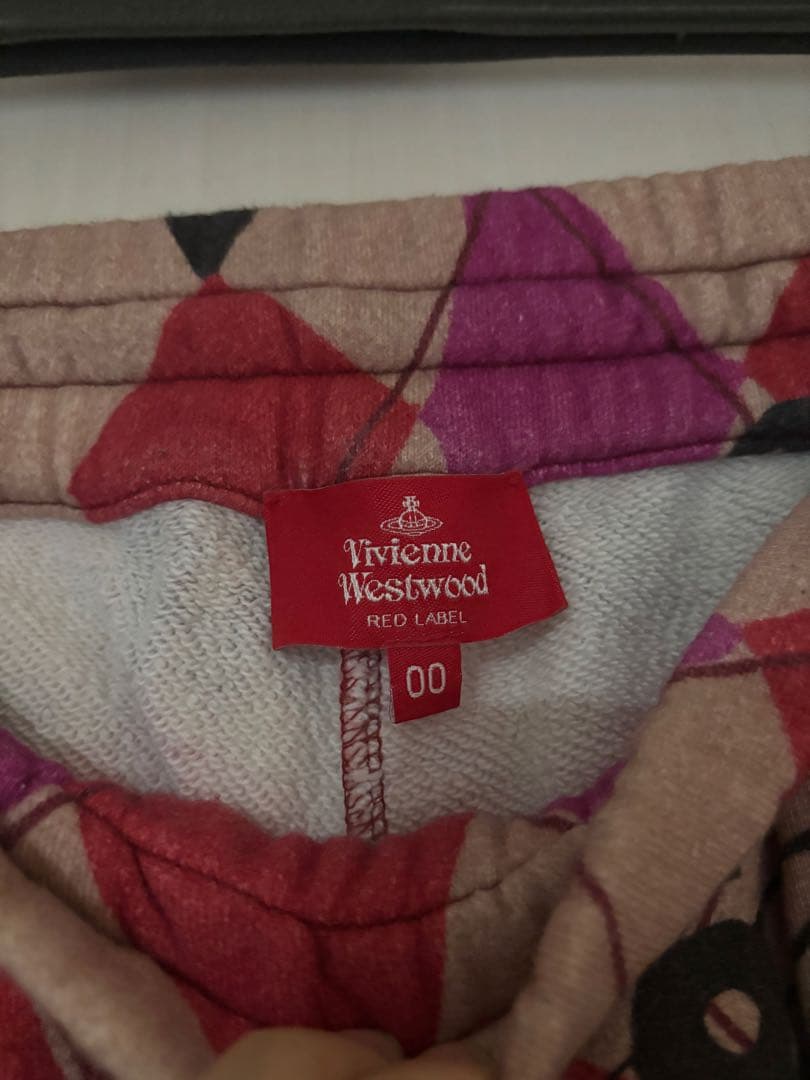 Vivienne
Westwood
RED LABEL
00